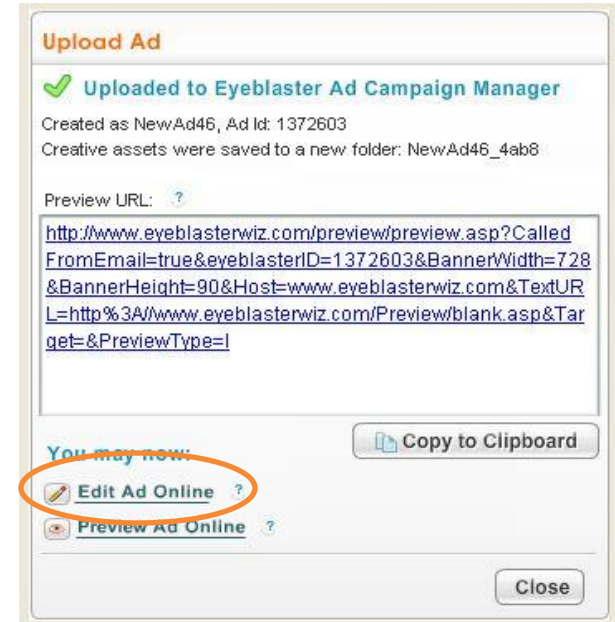 Upload Ad
Uploaded to Eyeblaster Ad Campaign Manager
Created as NewAd46, Ad Id: 1372603
Creative assets were saved to a new folder: NewAd46_4ab8
Preview URL: ?
http://www.eyeblasterwiz.com/preview/preview.asp?Called
FromEmail=true&eyeblasterID=1372603&BannerWidth=728
&BannerHeight=90&Host=www.eyeblasterwiz.com&TextUR
L=http%3A//www.eyeblasterwiz.com/Preview/blank.asp&Tar
get=&PreviewType=I
Copy to Clipboard
You may now:
Edit Ad Online ?
Preview Ad Online ?
Close